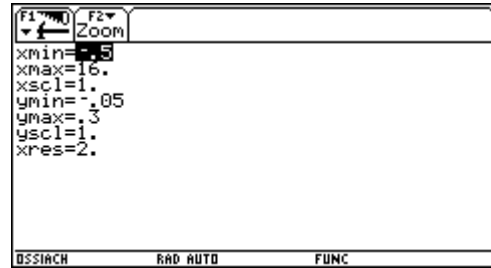 F1 F2
Zoom
xmin=-.5
xmax=16.
xscl=1.
ymin=-.05
ymax=.3
yscl=1.
xres=2.
OSSIACH RAD AUTO FUNC